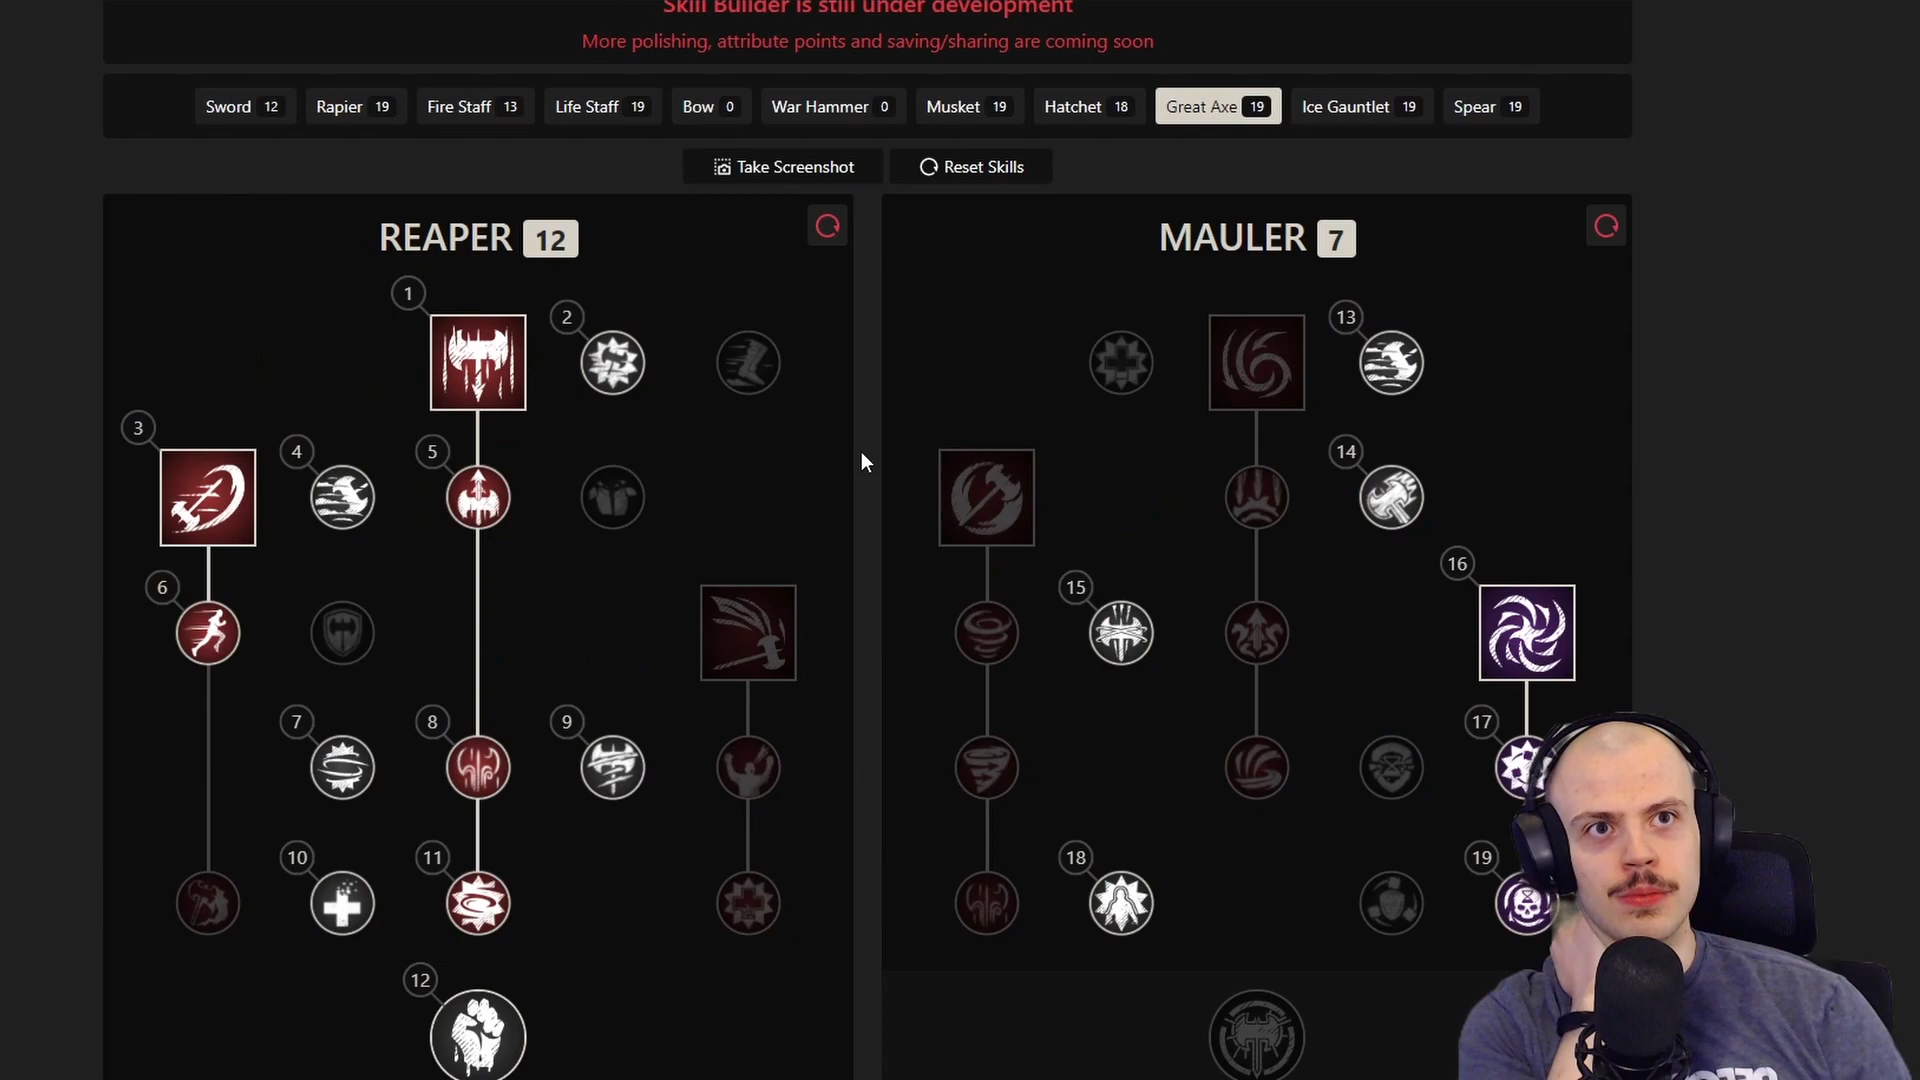 Skill Builder is still under development
More polishing, attribute points and saving/sharing are coming soon
Sword 12 Rapier 19 Fire Staff 13 Life Staff 19 Bow 0 War Hammer 0 Musket 19 Hatchet 18 Great Axe 19 Ice Gauntlet 19 Spear 19
Take Screenshot Reset Skills
REAPER 12 MAULER 7
1
2 13
3
4 5 14
16
6 15
7 8 9 17
10 11 18 19
12